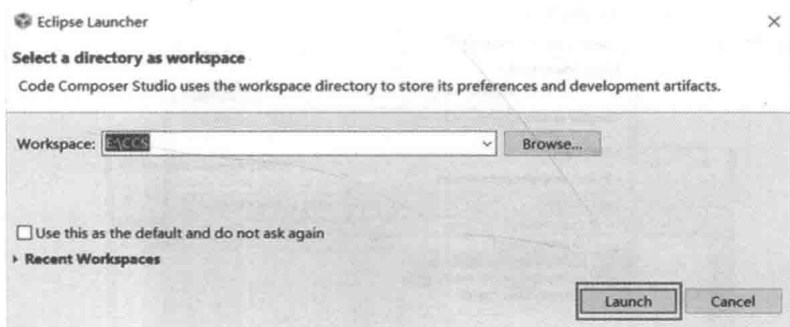 Eclipse Launcher
Select a directory as workspace
Code Composer Studio uses the workspace directory to store its preferences and development artifacts.
Workspace: E:\CCS Browse...
Use this as the default and do not ask again
Recent Workspaces
Launch Cancel